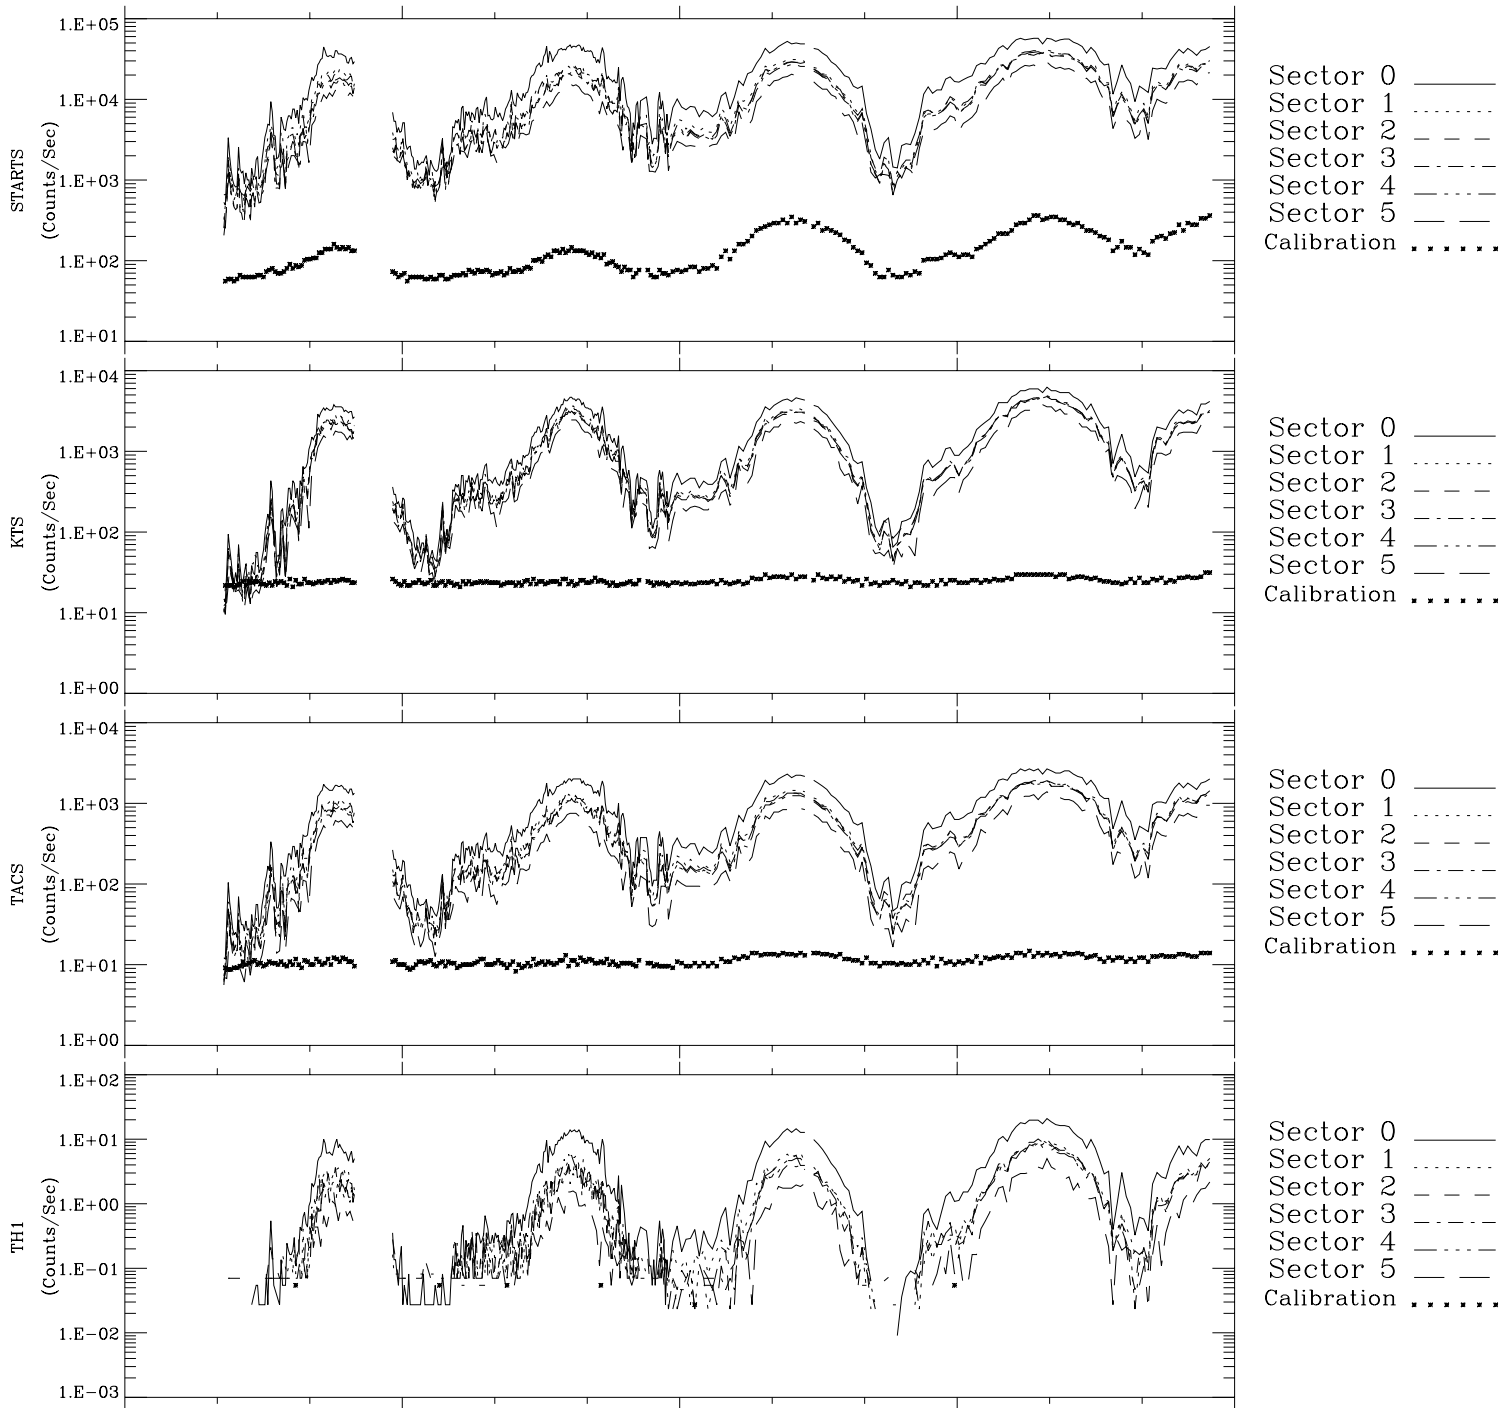 STARTS
(Counts/Sec)
1.E+05
1.E+04
1.E+03
1.E+02
1.E+01
Sector 0
Sector 1
Sector 2
Sector 3
Sector 4
Sector 5
Calibration
KTS
(Counts/Sec)
1.E+04
1.E+03
1.E+02
1.E+01
1.E+00
Sector 0
Sector 1
Sector 2
Sector 3
Sector 4
Sector 5
Calibration
TACS
(Counts/Sec)
1.E+04
1.E+03
1.E+02
1.E+01
1.E+00
Sector 0
Sector 1
Sector 2
Sector 3
Sector 4
Sector 5
Calibration
TH1
(Counts/Sec)
1.E+02
1.E+01
1.E+00
1.E-01
1.E-02
1.E-03
Sector 0
Sector 1
Sector 2
Sector 3
Sector 4
Sector 5
Calibration